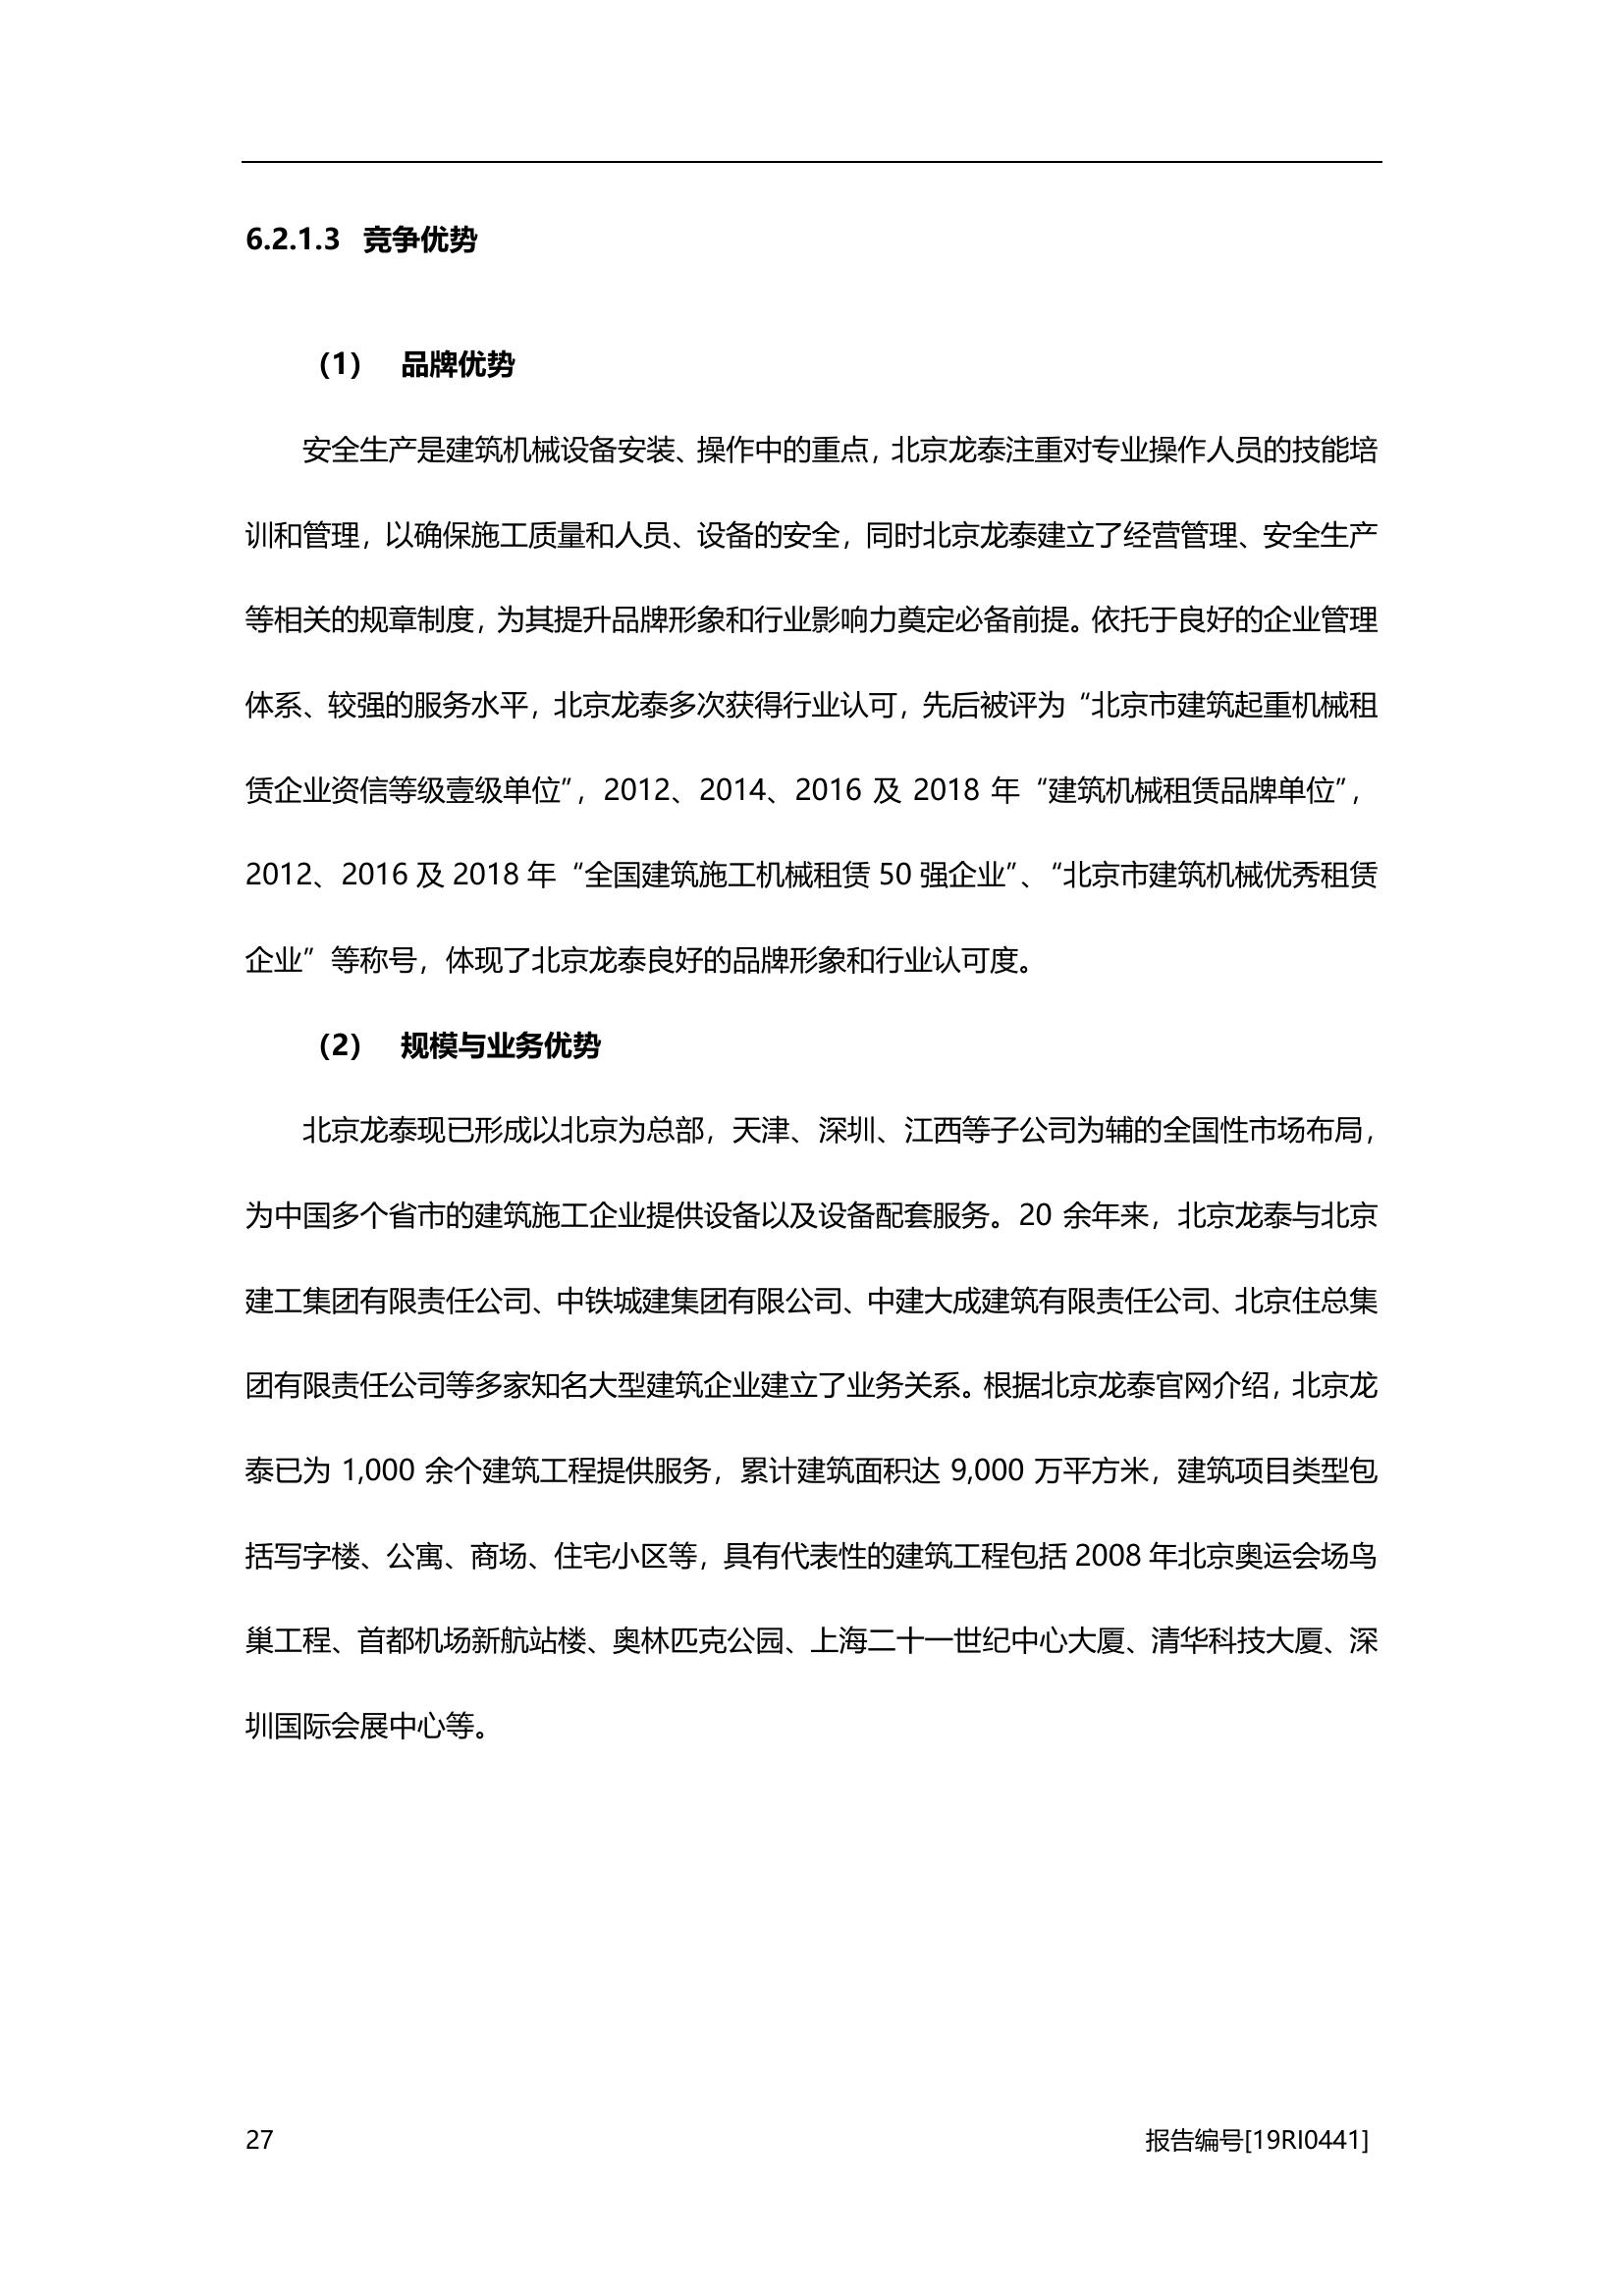 6.2.1.3 竞争优势
（1） 品牌优势
安全生产是建筑机械设备安装、操作中的重点，北京龙泰注重对专业操作人员的技能培
训和管理，以确保施工质量和人员、设备的安全，同时北京龙泰建立了经营管理、安全生产
等相关的规章制度，为其提升品牌形象和行业影响力奠定必备前提。依托于良好的企业管理
体系、较强的服务水平，北京龙泰多次获得行业认可，先后被评为“北京市建筑起重机械租
赁企业资信等级壹级单位”，2012、2014、2016 及 2018 年“建筑机械租赁品牌单位”，
2012、2016 及 2018 年“全国建筑施工机械租赁 50 强企业”、“北京市建筑机械优秀租赁
企业”等称号，体现了北京龙泰良好的品牌形象和行业认可度。
（2） 规模与业务优势
北京龙泰现已形成以北京为总部，天津、深圳、江西等子公司为辅的全国性市场布局，
为中国多个省市的建筑施工企业提供设备以及设备配套服务。20 余年来，北京龙泰与北京
建工集团有限责任公司、中铁城建集团有限公司、中建大成建筑有限责任公司、北京住总集
团有限责任公司等多家知名大型建筑企业建立了业务关系。根据北京龙泰官网介绍，北京龙
泰已为 1,000 余个建筑工程提供服务，累计建筑面积达 9,000 万平方米，建筑项目类型包
括写字楼、公寓、商场、住宅小区等，具有代表性的建筑工程包括 2008 年北京奥运会场鸟
巢工程、首都机场新航站楼、奥林匹克公园、上海二十一世纪中心大厦、清华科技大厦、深
圳国际会展中心等。
27 报告编号[19RI0441]